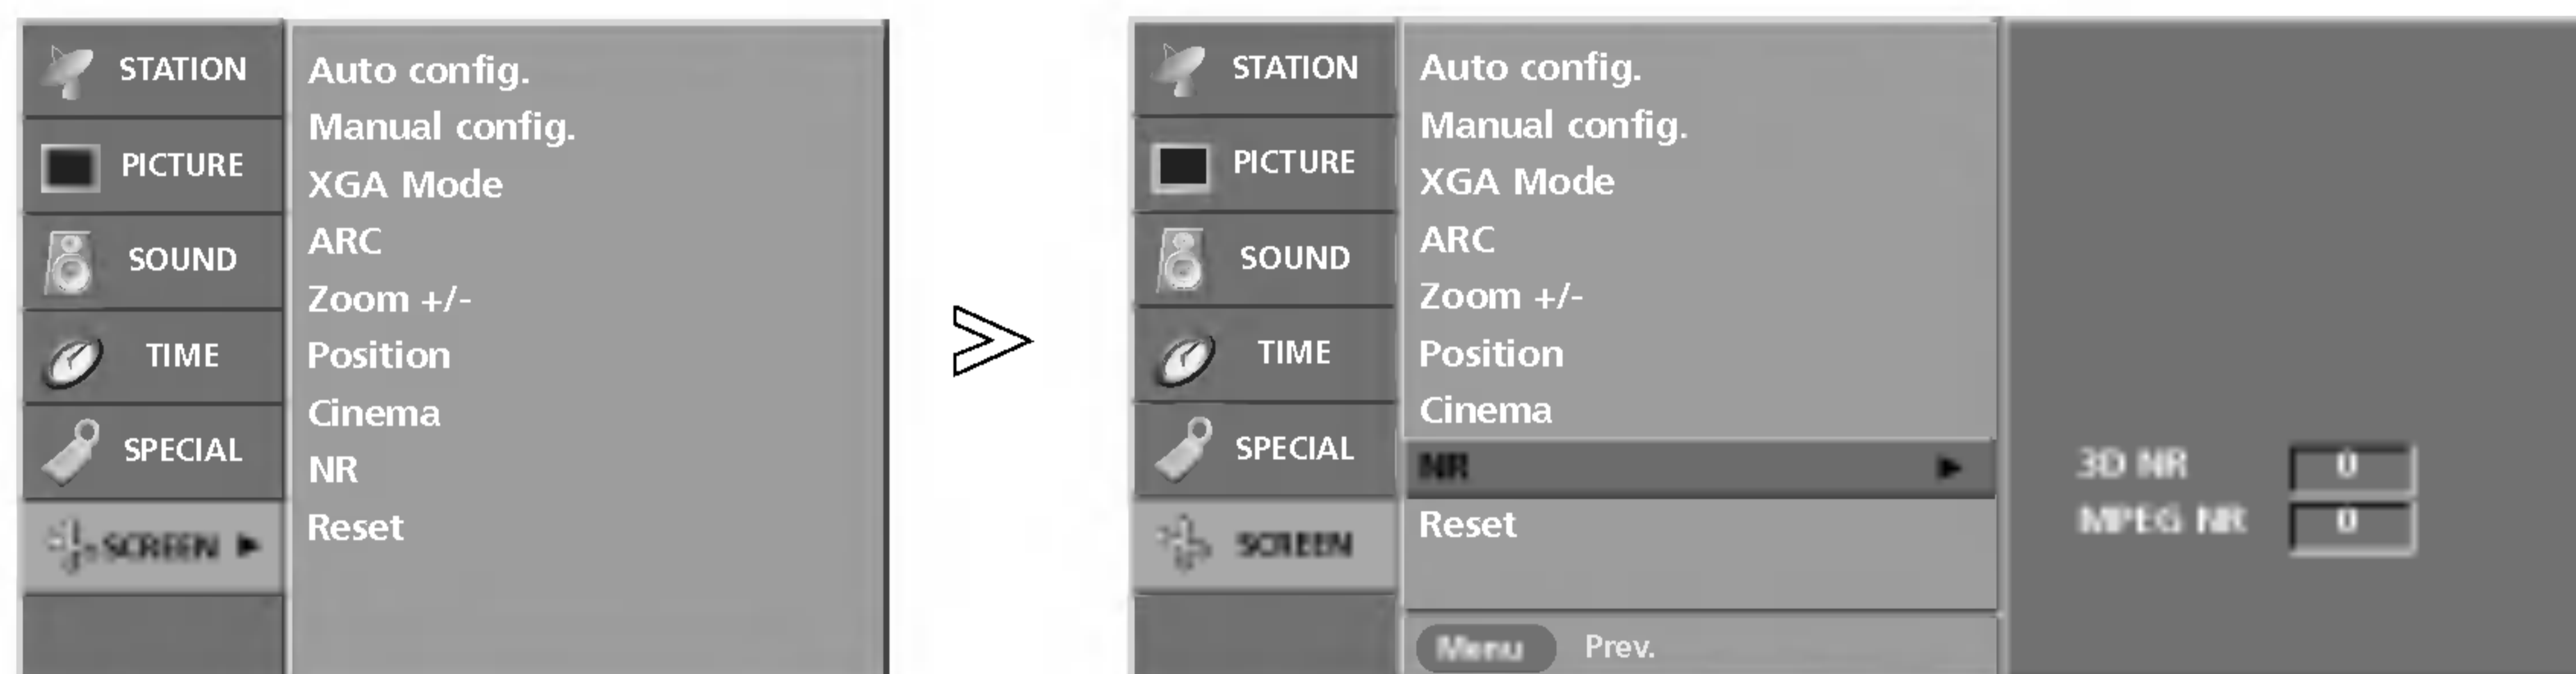 STATION
PICTURE
SOUND
TIME
SPECIAL
SCREEN
Auto config.
Manual config.
XGA Mode
ARC
Zoom +/-
Position
Cinema
NR
Reset
STATION
PICTURE
SOUND
TIME
SPECIAL
SCREEN
Auto config.
Manual config.
XGA Mode
ARC
Zoom +/-
Position
Cinema
NR
Reset
Menu Prev.
3D NR 0
MPEG NR 0